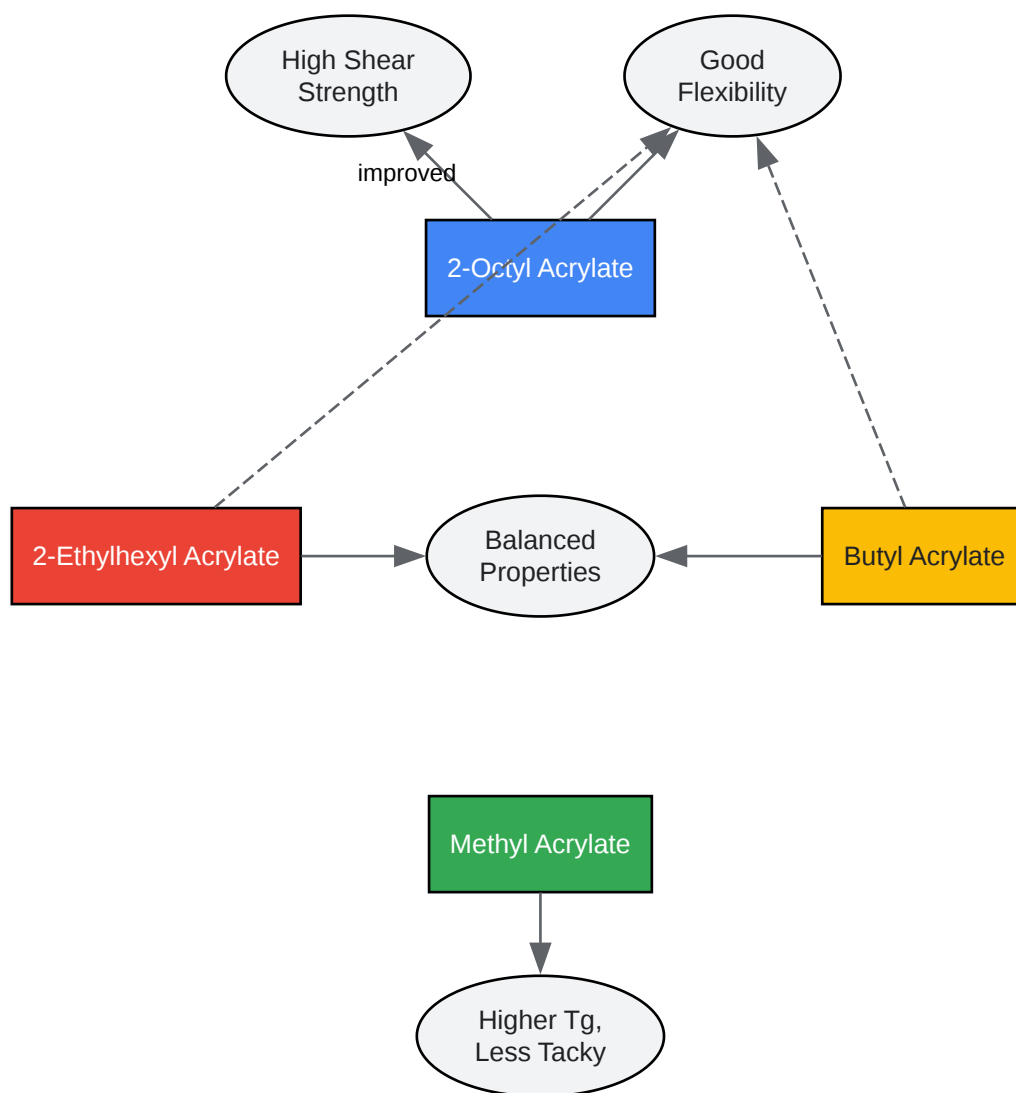 High Shear
Strength
Good
Flexibility
improved
2-Octyl Acrylate
2-Ethylhexyl Acrylate
Balanced
Properties
Butyl Acrylate
Methyl Acrylate
Higher Tg,
Less Tacky